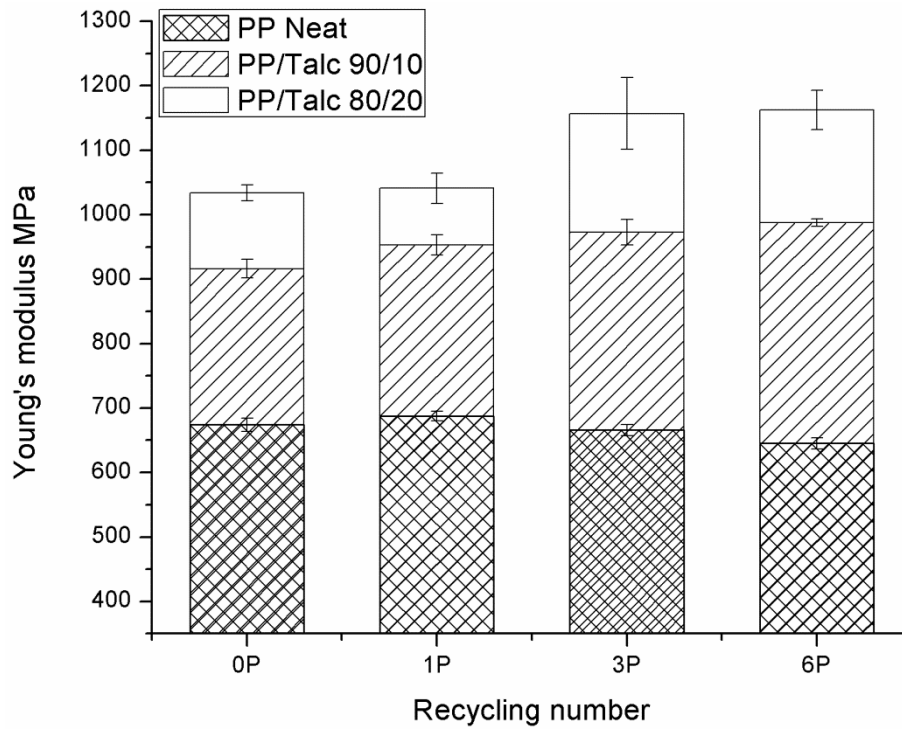 PP Neat
PP/Talc 90/10
PP/Talc 80/20
Young's modulus MPa
1300
1200
1100
1000
900
800
700
600
500
400
0P 1P 3P 6P
Recycling number